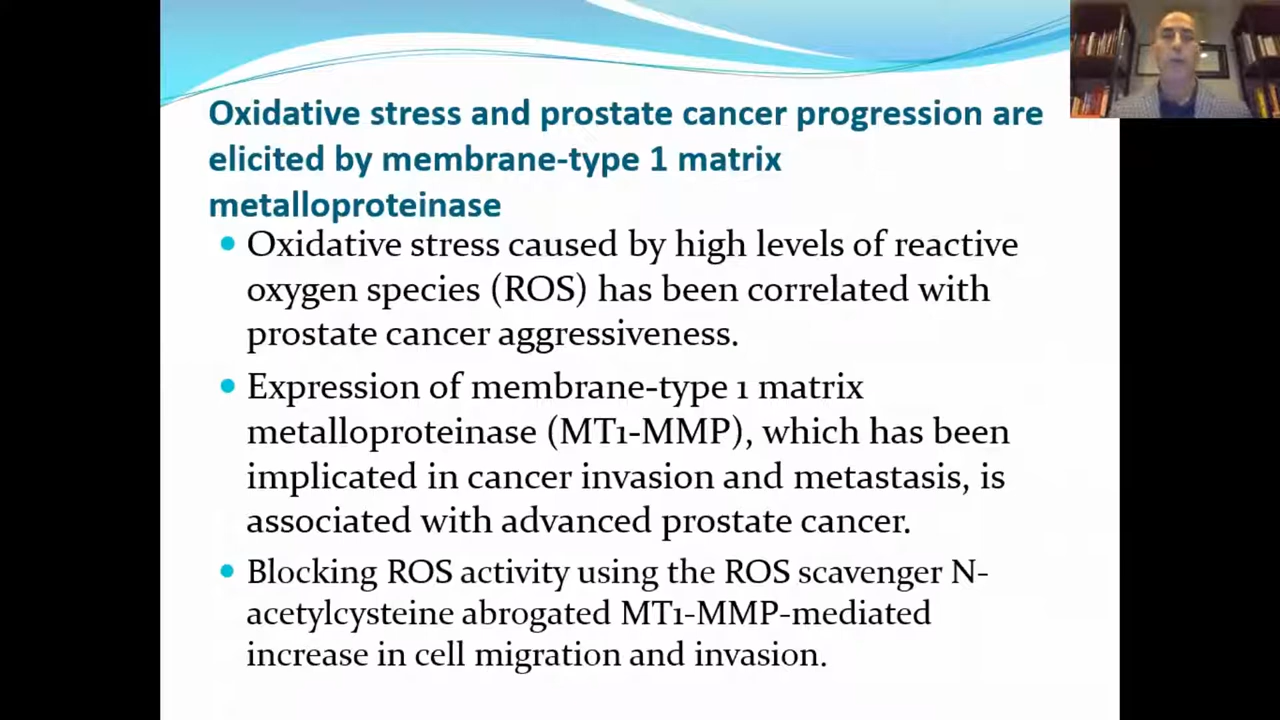 Oxidative stress and prostate cancer progression are
elicited by membrane-type 1 matrix
metalloproteinase
• Oxidative stress caused by high levels of reactive
oxygen species (ROS) has been correlated with
prostate cancer aggressiveness.
• Expression of membrane-type 1 matrix
metalloproteinase (MT1-MMP), which has been
implicated in cancer invasion and metastasis, is
associated with advanced prostate cancer.
• Blocking ROS activity using the ROS scavenger N-
acetylcysteine abrogated MT1-MMP-mediated
increase in cell migration and invasion.